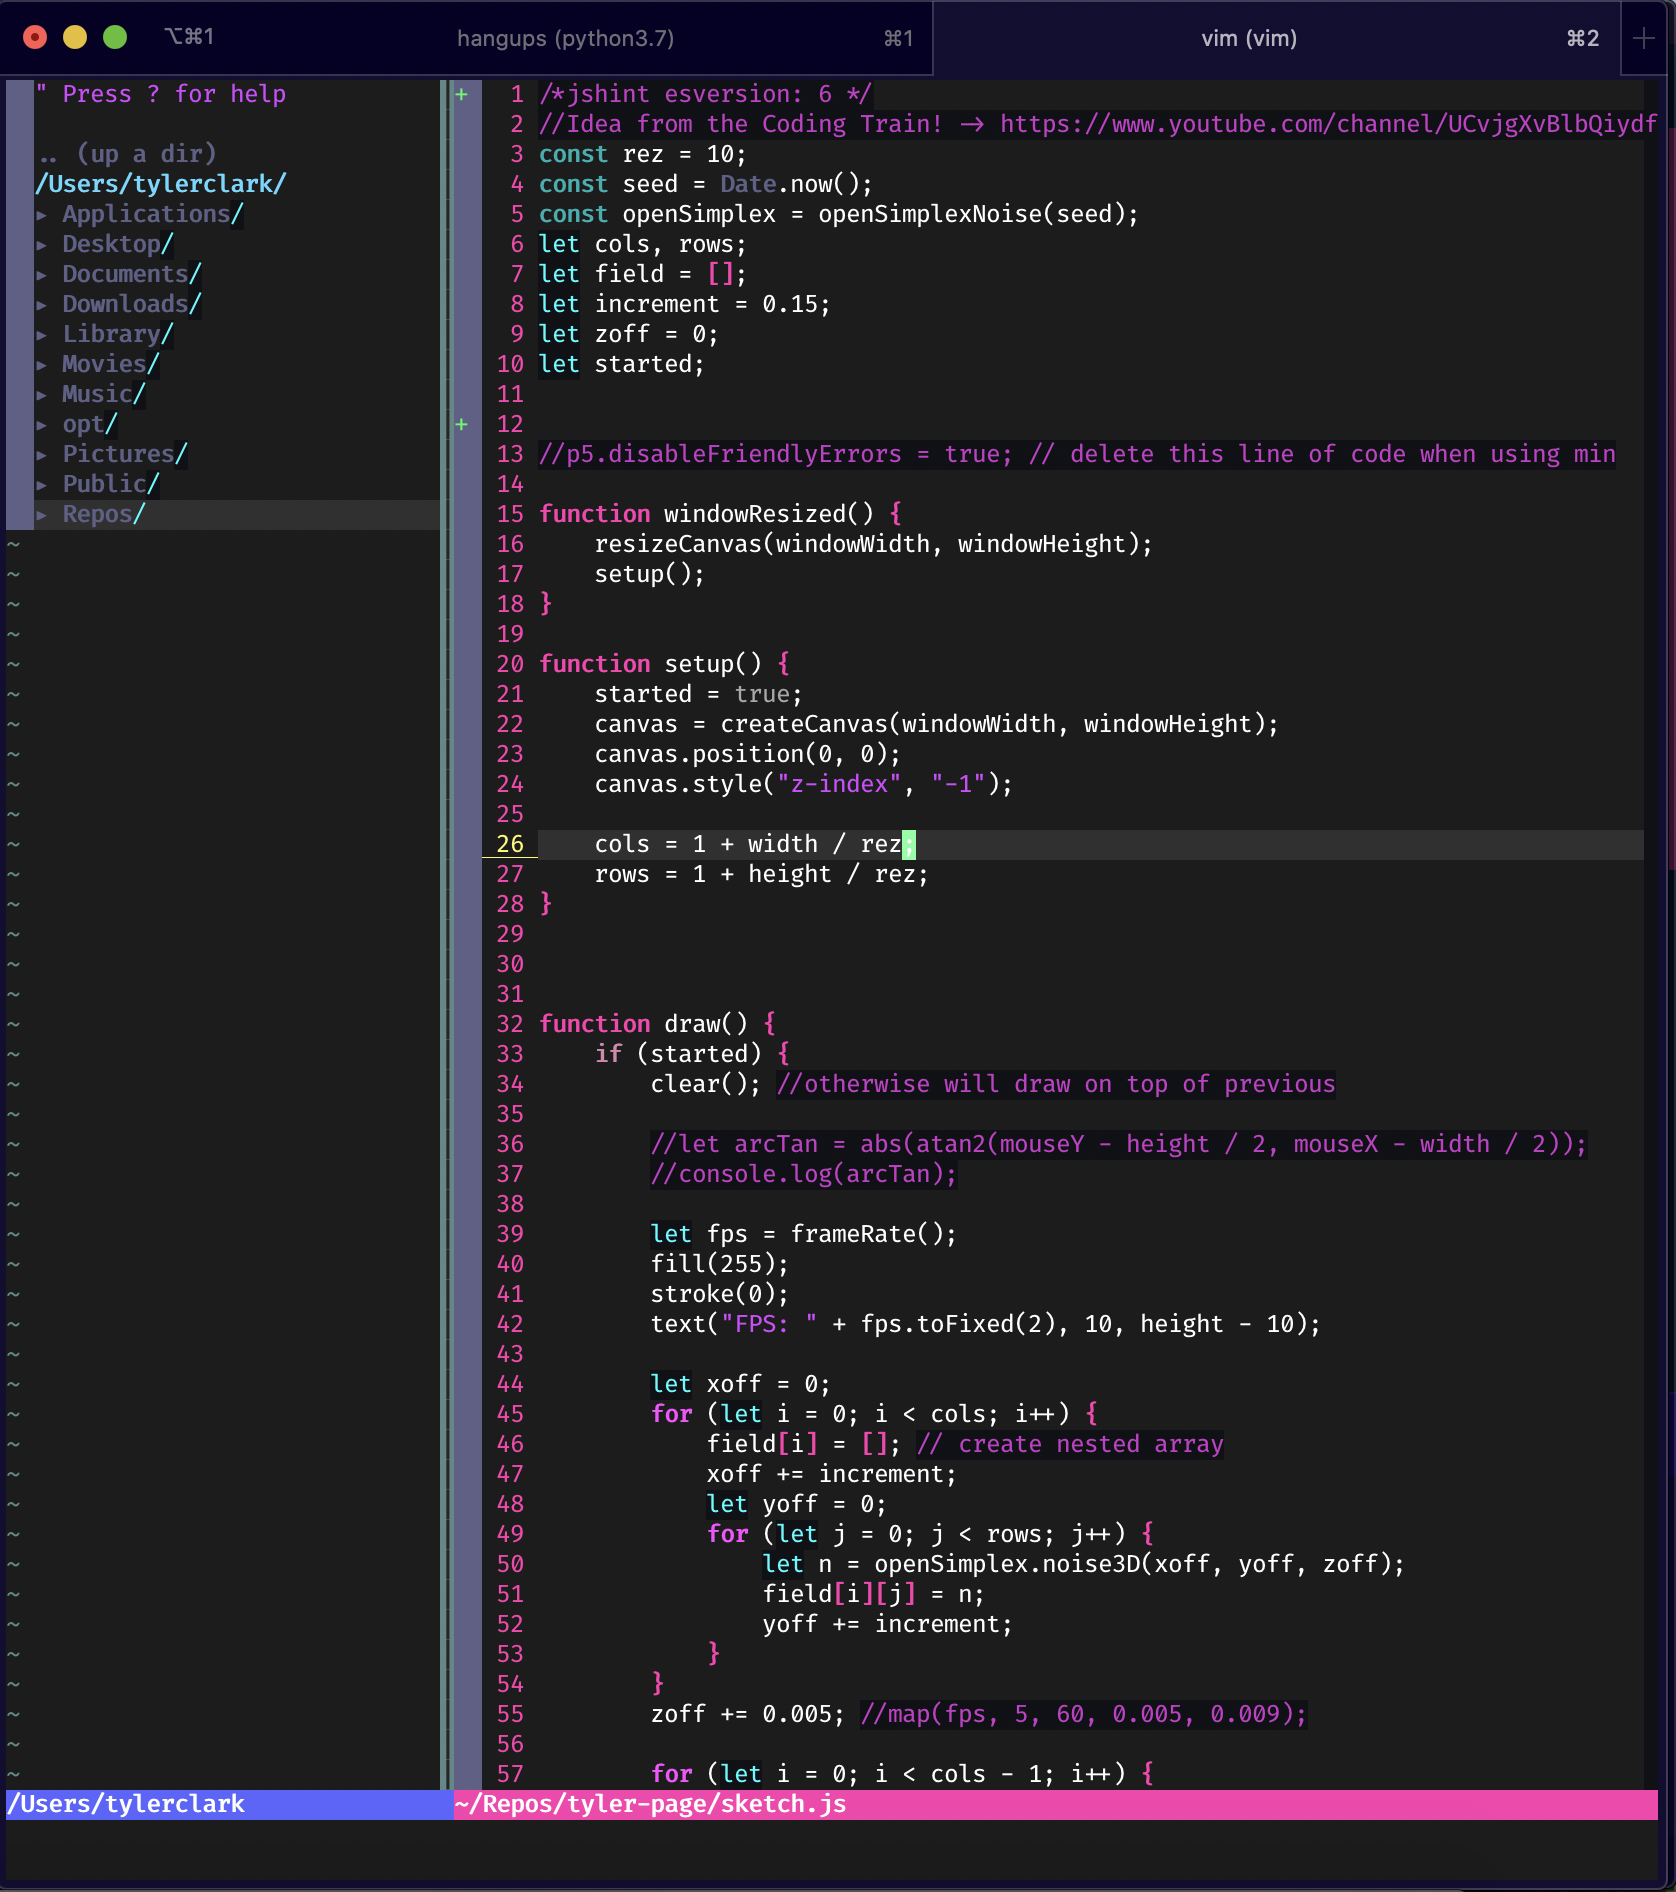 ⌥⌘1
hangups (python3.7) ⌘1
vim (vim) ⌘2
" Press ? for help
.. (up a dir)
/Users/tylerclark/
▸ Applications/
▸ Desktop/
▸ Documents/
▸ Downloads/
▸ Library/
▸ Movies/
▸ Music/
▸ opt/
▸ Pictures/
▸ Public/
▸ Repos/
+ 1 /*jshint esversion: 6 */
2 //Idea from the Coding Train! -> https://www.youtube.com/channel/UCvjgXvBlbQiydf
3 const rez = 10;
4 const seed = Date.now();
5 const openSimplex = openSimplexNoise(seed);
6 let cols, rows;
7 let field = [];
8 let increment = 0.15;
9 let zoff = 0;
10 let started;
11
+ 12
13 //p5.disableFriendlyErrors = true; // delete this line of code when using min
14
15 function windowResized() {
16     resizeCanvas(windowWidth, windowHeight);
17     setup();
18 }
19
20 function setup() {
21     started = true;
22     canvas = createCanvas(windowWidth, windowHeight);
23     canvas.position(0, 0);
24     canvas.style("z-index", "-1");
25
26     cols = 1 + width / rez;
27     rows = 1 + height / rez;
28 }
29
30
31
32 function draw() {
33     if (started) {
34         clear(); //otherwise will draw on top of previous
35
36         //let arcTan = abs(atan2(mouseY - height / 2, mouseX - width / 2));
37         //console.log(arcTan);
38
39         let fps = frameRate();
40         fill(255);
41         stroke(0);
42         text("FPS: " + fps.toFixed(2), 10, height - 10);
43
44         let xoff = 0;
45         for (let i = 0; i < cols; i++) {
46             field[i] = []; // create nested array
47             xoff += increment;
48             let yoff = 0;
49             for (let j = 0; j < rows; j++) {
50                 let n = openSimplex.noise3D(xoff, yoff, zoff);
51                 field[i][j] = n;
52                 yoff += increment;
53             }
54         }
55         zoff += 0.005; //map(fps, 5, 60, 0.005, 0.009);
56
57         for (let i = 0; i < cols - 1; i++) {
/Users/tylerclark
~/Repos/tyler-page/sketch.js